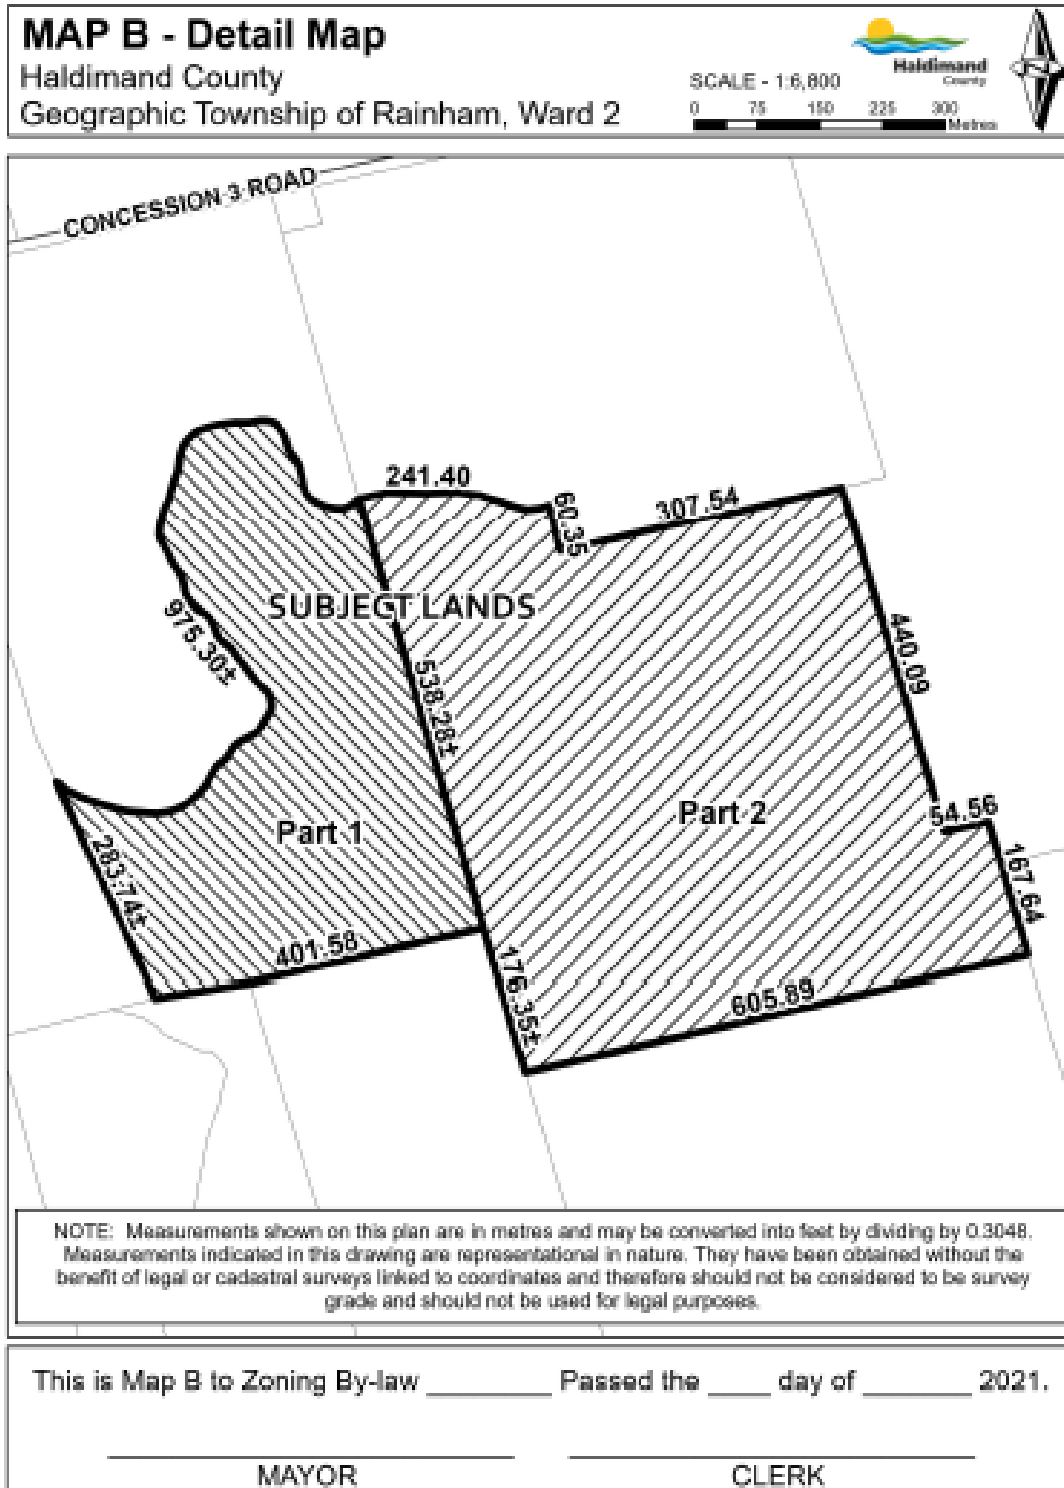 MAP B - Detail Map
Haldimand County
Geographic Township of Rainham, Ward 2
SCALE - 1:6,800
0 75 150 225 300
Metres
Haldimand
County
N
CONCESSION 3 ROAD
241.40
60.35
307.54
SUBJECT LANDS
975.30±
538.28±
440.09
Part 1
Part 2
54.56
283.74±
167.64
401.58
176.35±
605.89
NOTE: Measurements shown on this plan are in metres and may be converted into feet by dividing by 0.3048.
Measurements indicated in this drawing are representational in nature. They have been obtained without the
benefit of legal or cadastral surveys linked to coordinates and therefore should not be considered to be survey
grade and should not be used for legal purposes.
This is Map B to Zoning By-law ________ Passed the ____ day of _______ 2021.
MAYOR
CLERK